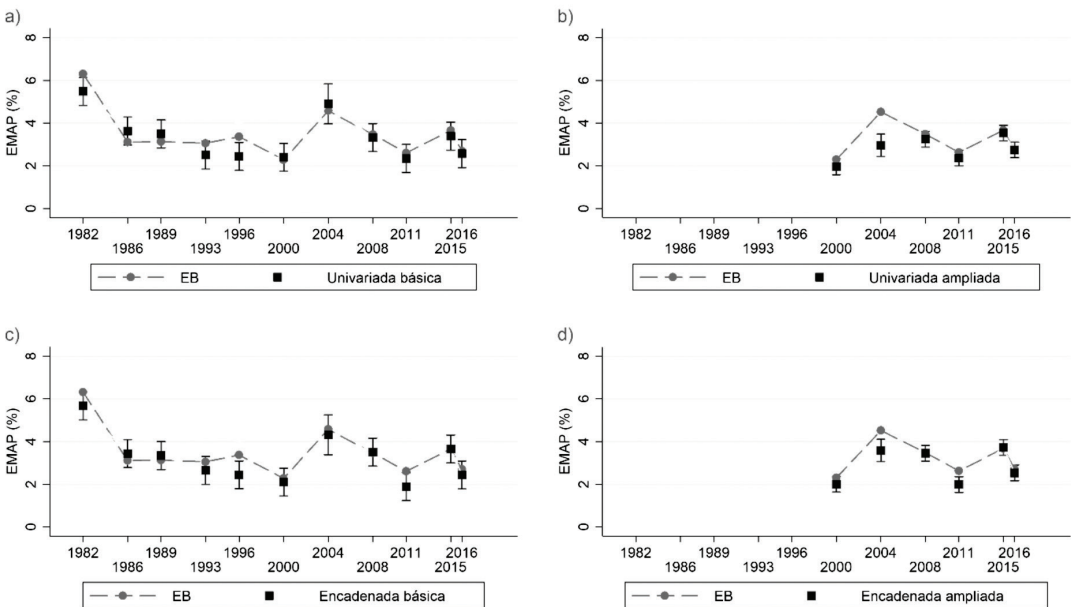 a)
EMAP (%)
8
6
4
2
0
1982 1989 1996 2004 2011 2016
1986 1993 2000 2008 2015
EB Univariada básica
b)
EMAP (%)
8
6
4
2
0
1982 1989 1996 2004 2011 2016
1986 1993 2000 2008 2015
EB Univariada ampliada
c)
EMAP (%)
8
6
4
2
0
1982 1989 1996 2004 2011 2016
1986 1993 2000 2008 2015
EB Encadenada básica
d)
EMAP (%)
8
6
4
2
0
1982 1989 1996 2004 2011 2016
1986 1993 2000 2008 2015
EB Encadenada ampliada